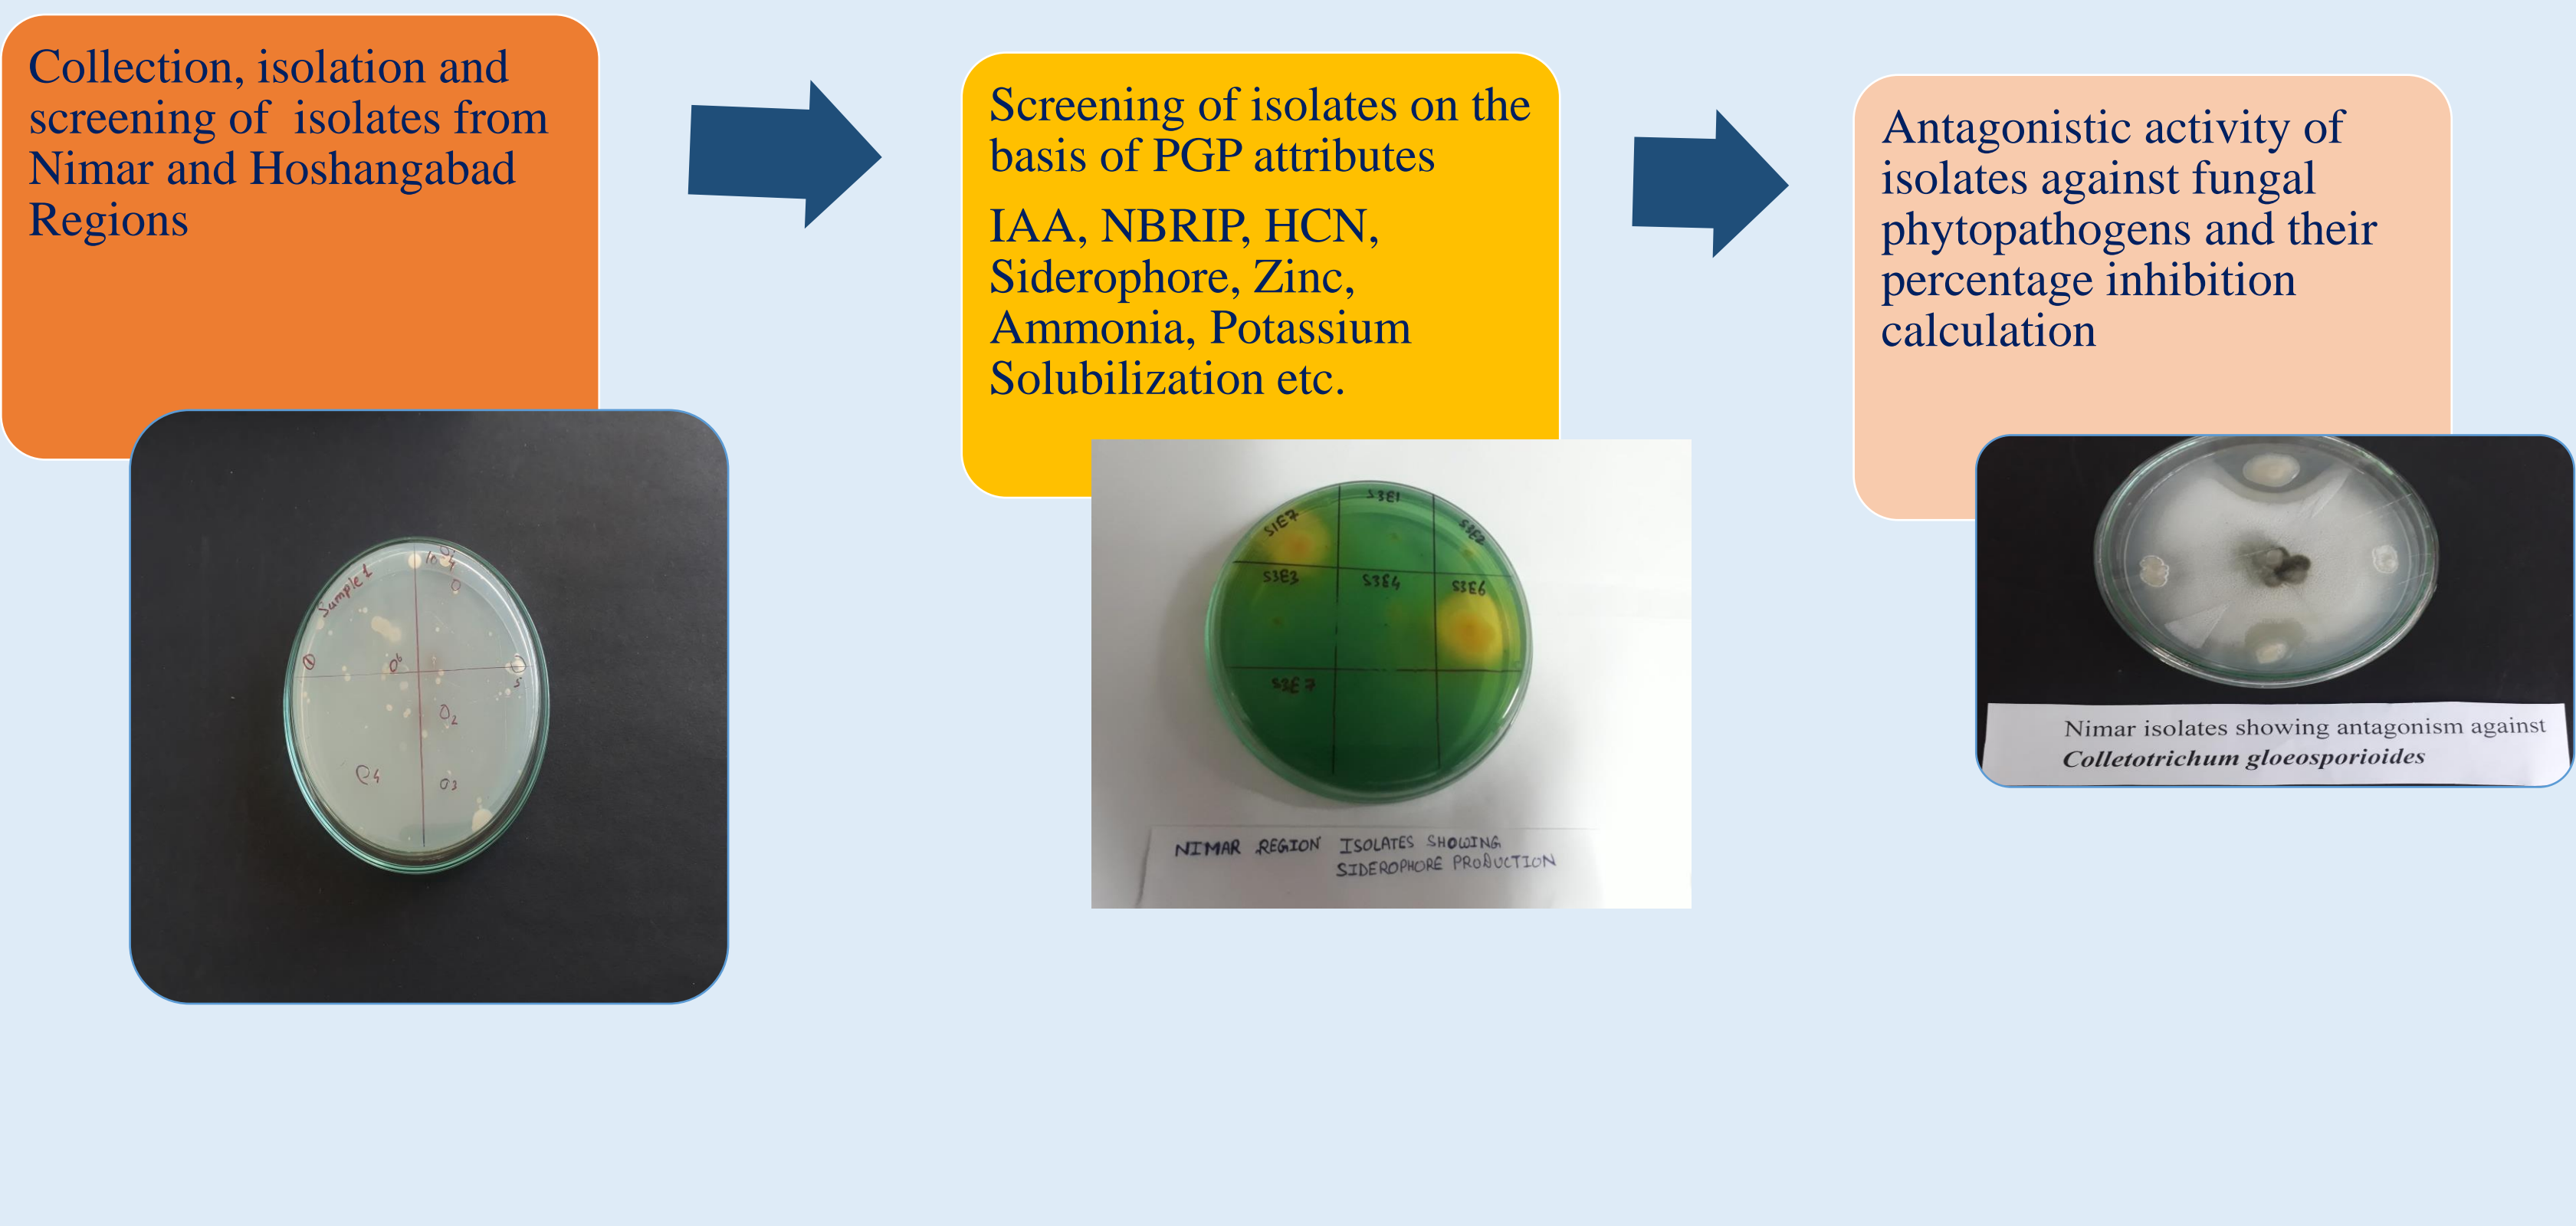 Collection, isolation and
screening of  isolates from
Nimar and Hoshangabad
Regions
Sample 1
Screening of isolates on the
basis of PGP attributes
IAA, NBRIP, HCN,
Siderophore, Zinc,
Ammonia, Potassium
Solubilization etc.
S3E1
S1E7
S3E2
S3E3
S3E4
S3E6
S3E7
NIMAR REGION ISOLATES SHOWING
SIDEROPHORE PRODUCTION
Antagonistic activity of
isolates against fungal
phytopathogens and their
percentage inhibition
calculation
Nimar isolates showing antagonism against
Colletotrichum gloeosporioides